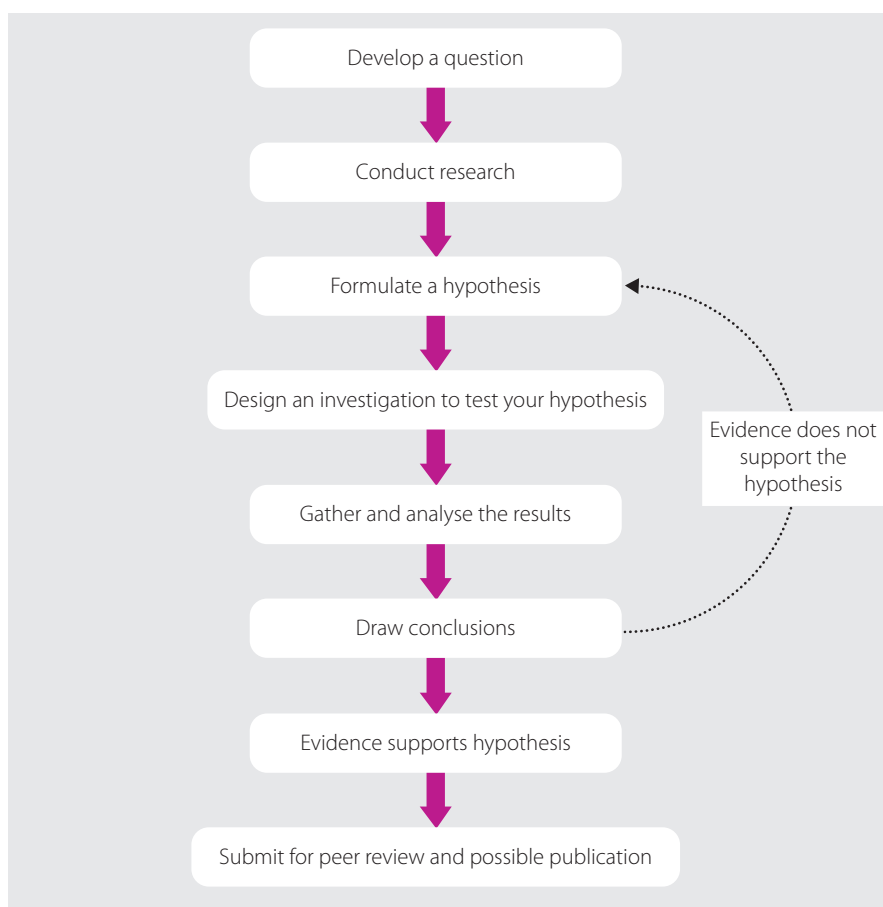 Develop a question
Conduct research
Formulate a hypothesis
Design an investigation to test your hypothesis
Evidence does not
support the
hypothesis
Gather and analyse the results
Draw conclusions
Evidence supports hypothesis
Submit for peer review and possible publication